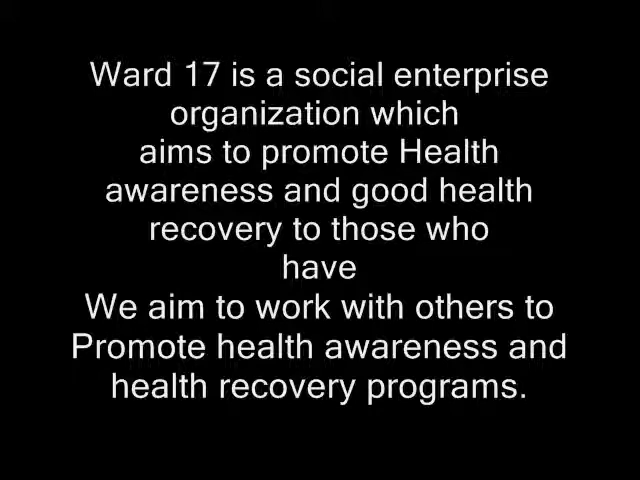 Ward 17 is a social enterprise
organization which
aims to promote Health
awareness and good health
recovery to those who
have
We aim to work with others to
Promote health awareness and
health recovery programs.